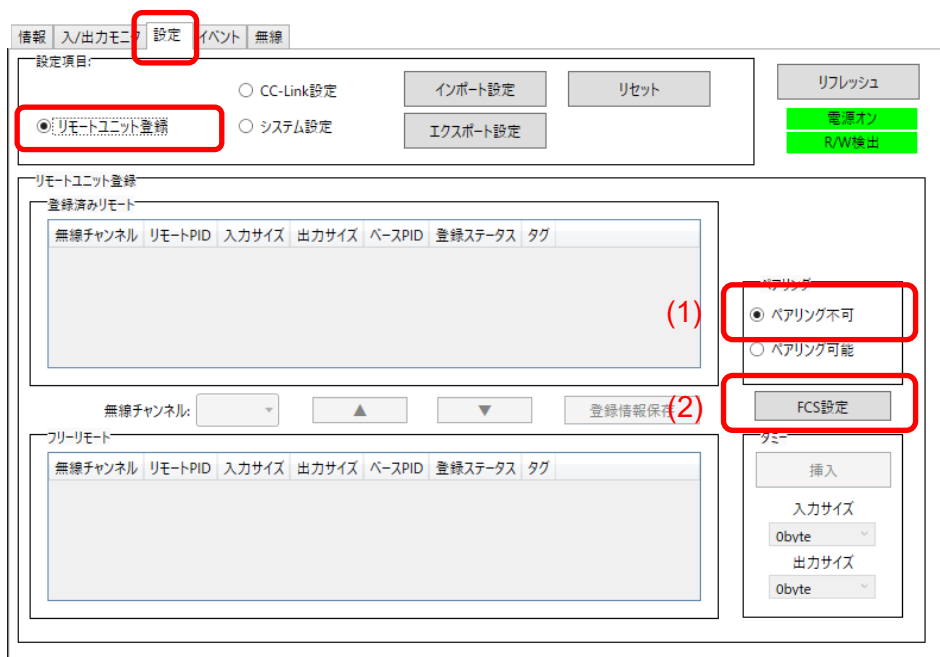 情報 入/出力モニタ 設定 イベント 無線
設定項目:
CC-Link設定 インポート設定 リセット リフレッシュ
リモートユニット登録 システム設定 エクスポート設定 電源オン
R/W検出
リモートユニット登録
登録済みリモート
無線チャンネル リモートPID 入力サイズ 出力サイズ ベースPID 登録ステータス タグ
ペアリング
(1) ペアリング不可
ペアリング可能
無線チャンネル: ▲ ▼ 登録情報保存 (2) FCS設定
フリーリモート
ダミー
無線チャンネル リモートPID 入力サイズ 出力サイズ ベースPID 登録ステータス タグ
挿入
入力サイズ
0byte
出力サイズ
0byte